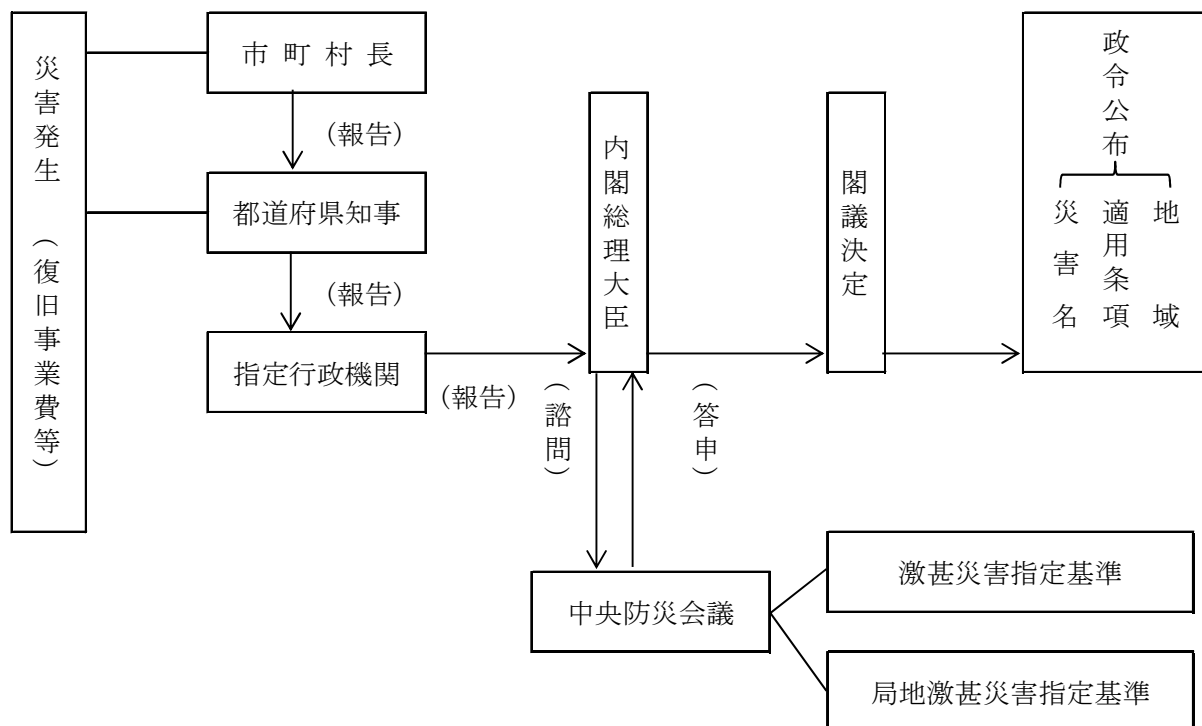 災害発生 （復旧事業費等）
市町村長
（報告）
都道府県知事
（報告）
指定行政機関
（報告）
内閣総理大臣
（諮問）
（答申）
中央防災会議
激甚災害指定基準
局地激甚災害指定基準
閣議決定
政令公布
地域
適用条項
災害名